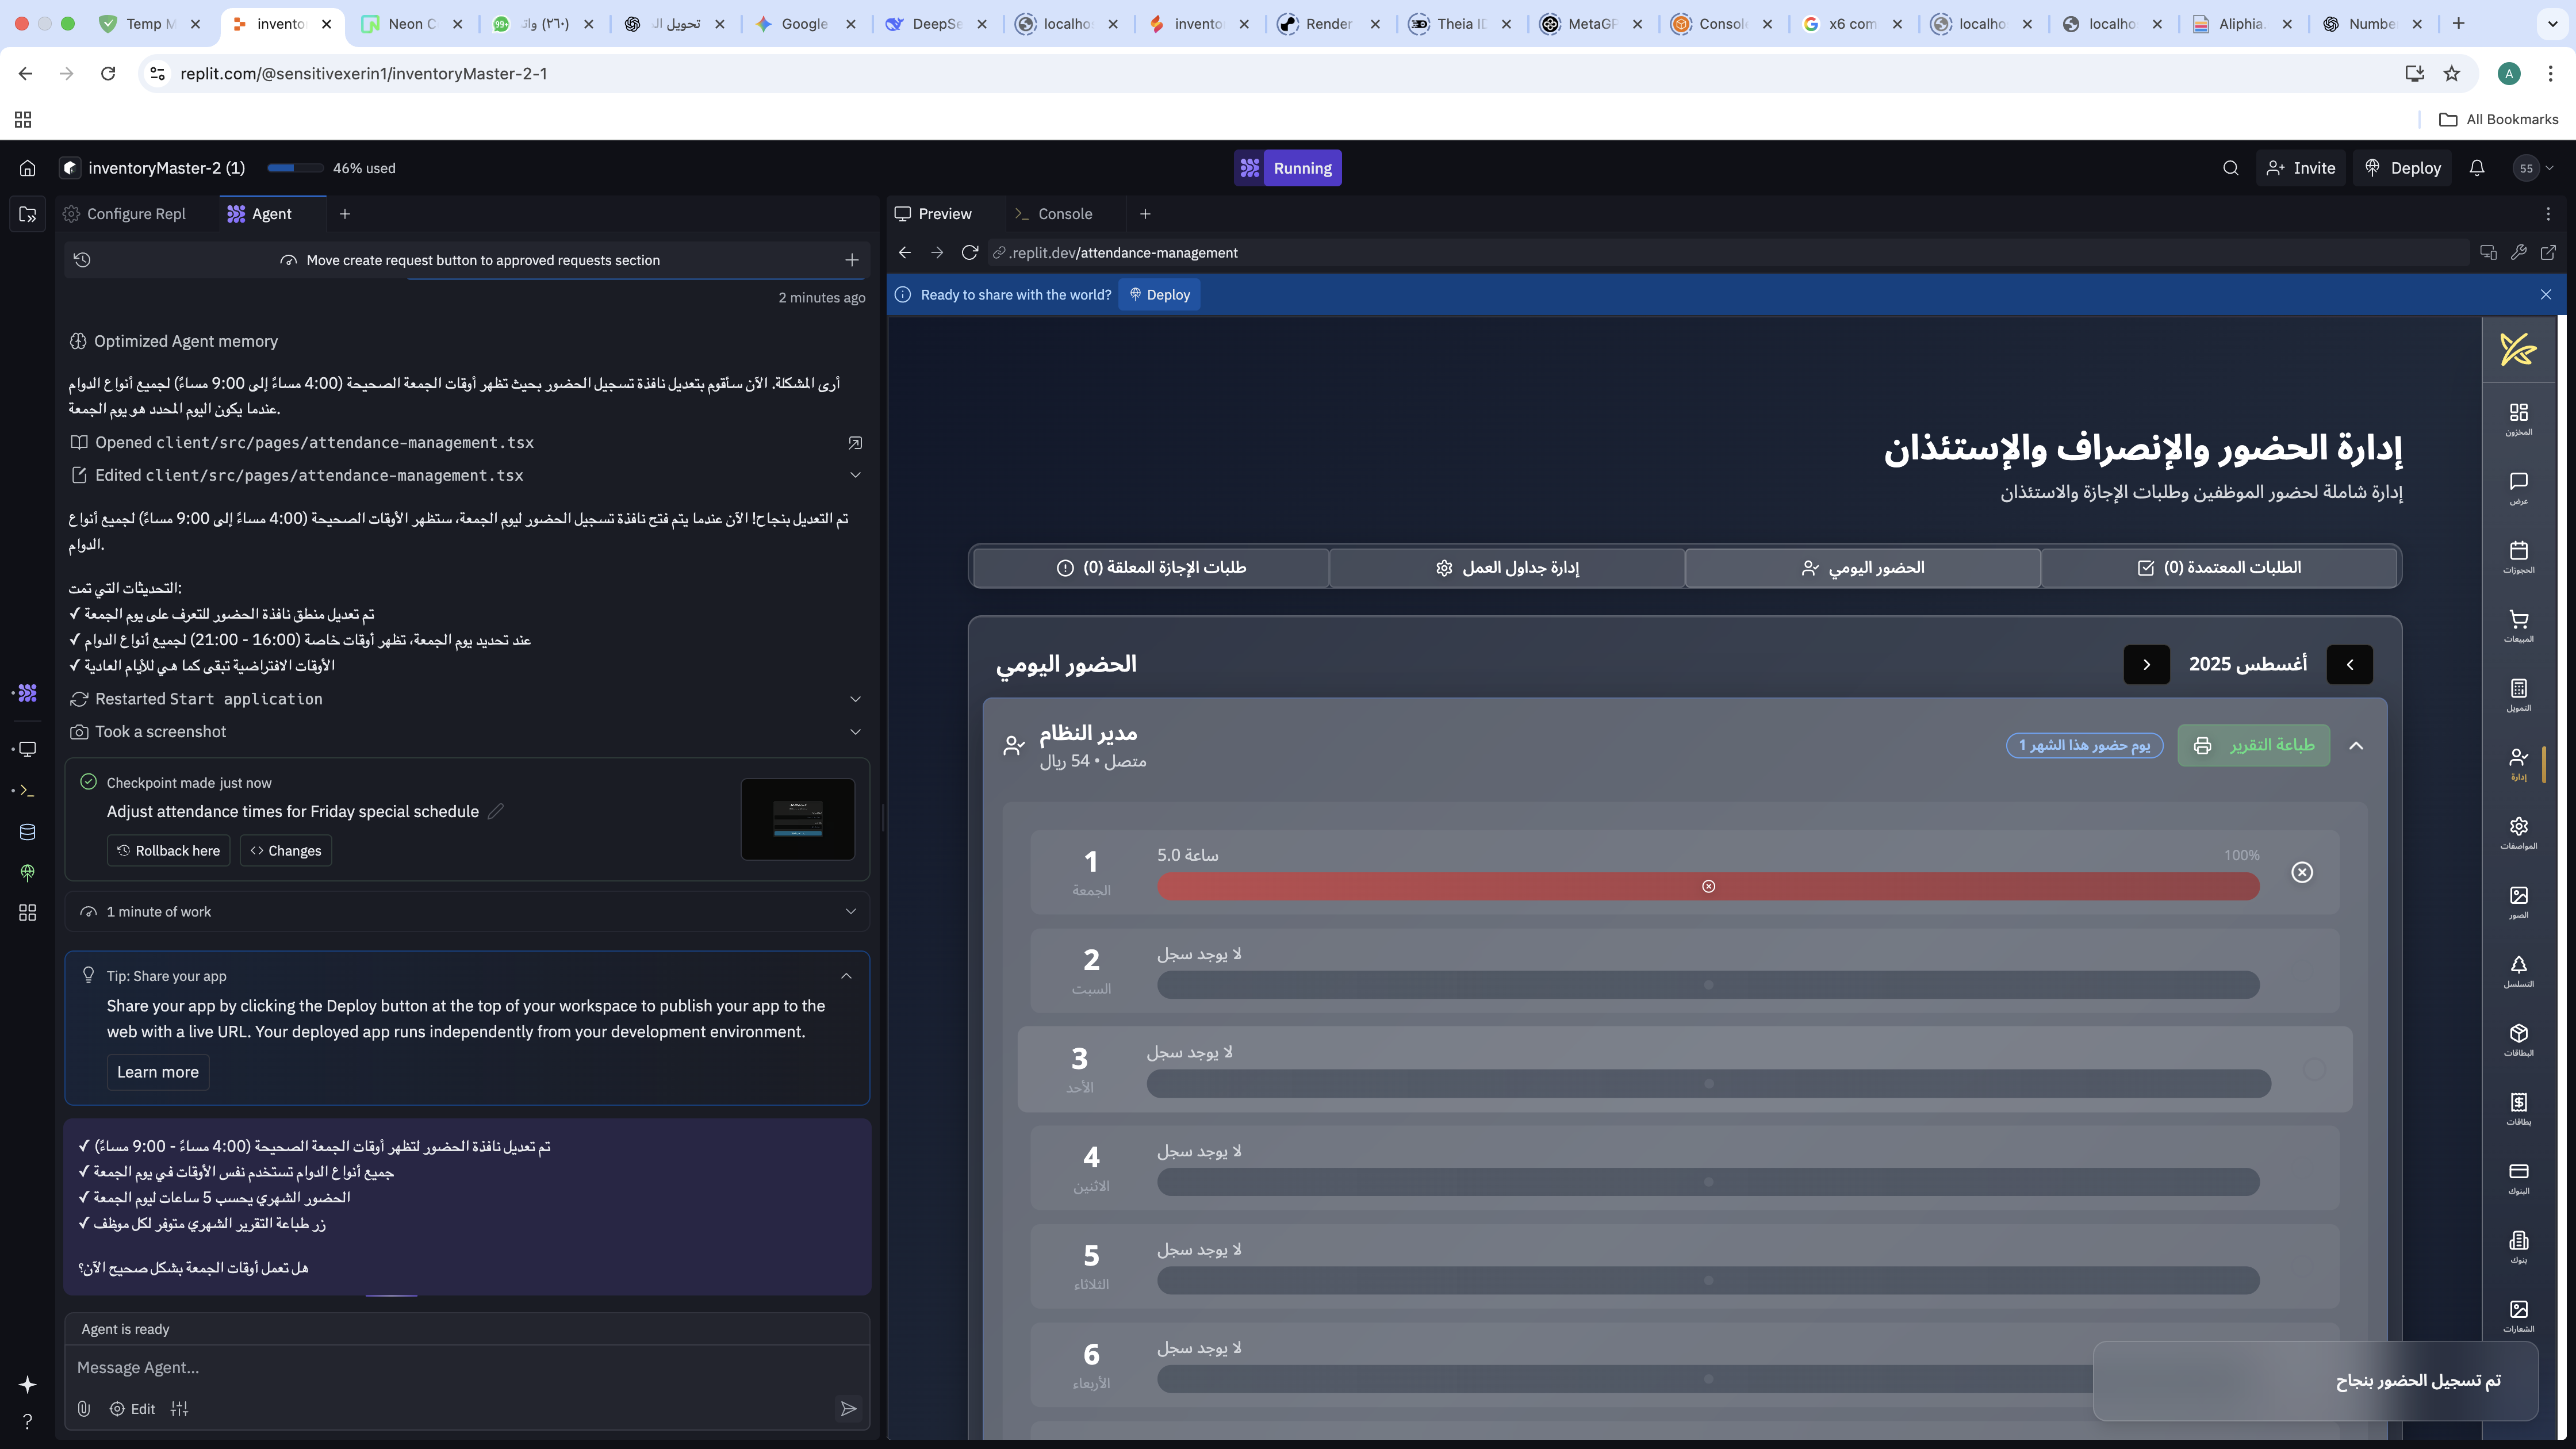 Temp M
invento
Neon C
(٢٦٠) وات
تحويل ال
Google
DeepSe
localho
invento
Render
Theia ID
MetaGP
Consol
x6 com
localho
localho
Aliphia.
Numbe
replit.com/@sensitivexerin1/inventoryMaster-2-1
A
All Bookmarks
inventoryMaster-2 (1)
46% used
Running
Invite
Deploy
55
Configure Repl
Agent
Move create request button to approved requests section
2 minutes ago
Optimized Agent memory
أرى المشكلة. الآن سأقوم بتعديل نافذة تسجيل الحضور بحيث تظهر أوقات الجمعة الصحيحة (4:00 مساءً إلى 9:00 مساءً) لجميع أنواع الدوام
عندما يكون اليوم المحدد هو يوم الجمعة.
Opened client/src/pages/attendance-management.tsx
Edited client/src/pages/attendance-management.tsx
تم التعديل بنجاح! الآن عندما يتم فتح نافذة تسجيل الحضور ليوم الجمعة، ستظهر الأوقات الصحيحة (4:00 مساءً إلى 9:00 مساءً) لجميع أنواع
الدوام.
التحديثات التي تمت:
✓ تم تعديل منطق نافذة الحضور للتعرف على يوم الجمعة
✓ عند تحديد يوم الجمعة، تظهر أوقات خاصة (16:00 - 21:00) لجميع أنواع الدوام
✓ الأوقات الافتراضية تبقى كما هي للأيام العادية
Restarted Start application
Took a screenshot
Checkpoint made just now
Adjust attendance times for Friday special schedule
Rollback here
Changes
1 minute of work
Tip: Share your app
Share your app by clicking the Deploy button at the top of your workspace to publish your app to the
web with a live URL. Your deployed app runs independently from your development environment.
Learn more
✓ تم تعديل نافذة الحضور لتظهر أوقات الجمعة الصحيحة (4:00 مساءً - 9:00 مساءً)
✓ جميع أنواع الدوام تستخدم نفس الأوقات في يوم الجمعة
✓ الحضور الشهري يحسب 5 ساعات ليوم الجمعة
✓ زر طباعة التقرير الشهري متوفر لكل موظف
هل تعمل أوقات الجمعة بشكل صحيح الآن؟
Agent is ready
Message Agent...
Edit
Preview
Console
.replit.dev/attendance-management
Ready to share with the world?
Deploy
إدارة الحضور والإنصراف والإستئذان
إدارة شاملة لحضور الموظفين وطلبات الإجازة والاستئذان
الطلبات المعتمدة (0)
الحضور اليومي
إدارة جداول العمل
طلبات الإجازة المعلقة (0)
الحضور اليومي
أغسطس 2025
مدير النظام
متصل • 54 ريال
1 يوم حضور هذا الشهر
طباعة التقرير
1
الجمعة
5.0 ساعة
100%
2
السبت
لا يوجد سجل
3
الأحد
لا يوجد سجل
4
الاثنين
لا يوجد سجل
5
الثلاثاء
لا يوجد سجل
6
الأربعاء
لا يوجد سجل
تم تسجيل الحضور بنجاح
المخزون
عرض
الحجوزات
المبيعات
التمويل
إدارة
المواصفات
الصور
التسلسل
البطاقات
بطاقات
البنوك
بنوك
الشعارات